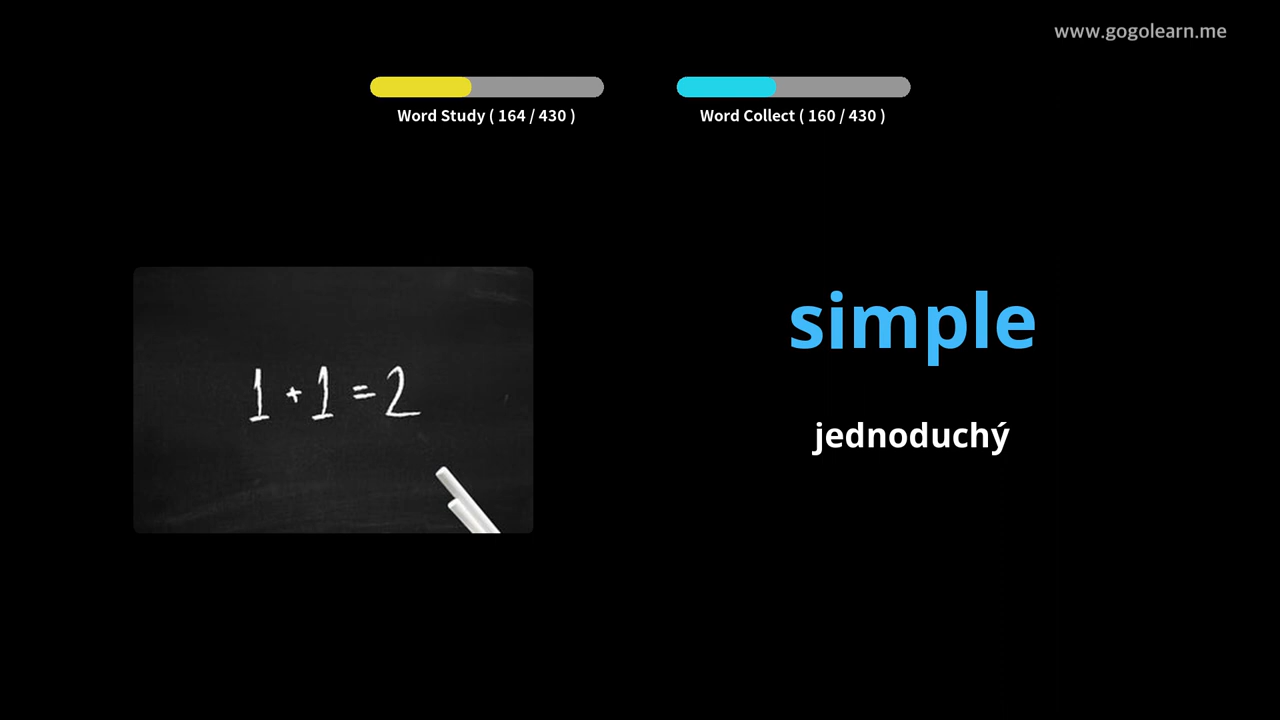 www.gogolearn.me
Word Study ( 164 / 430 )
Word Collect ( 160 / 430 )
1 + 1 = 2
simple
jednoduchý